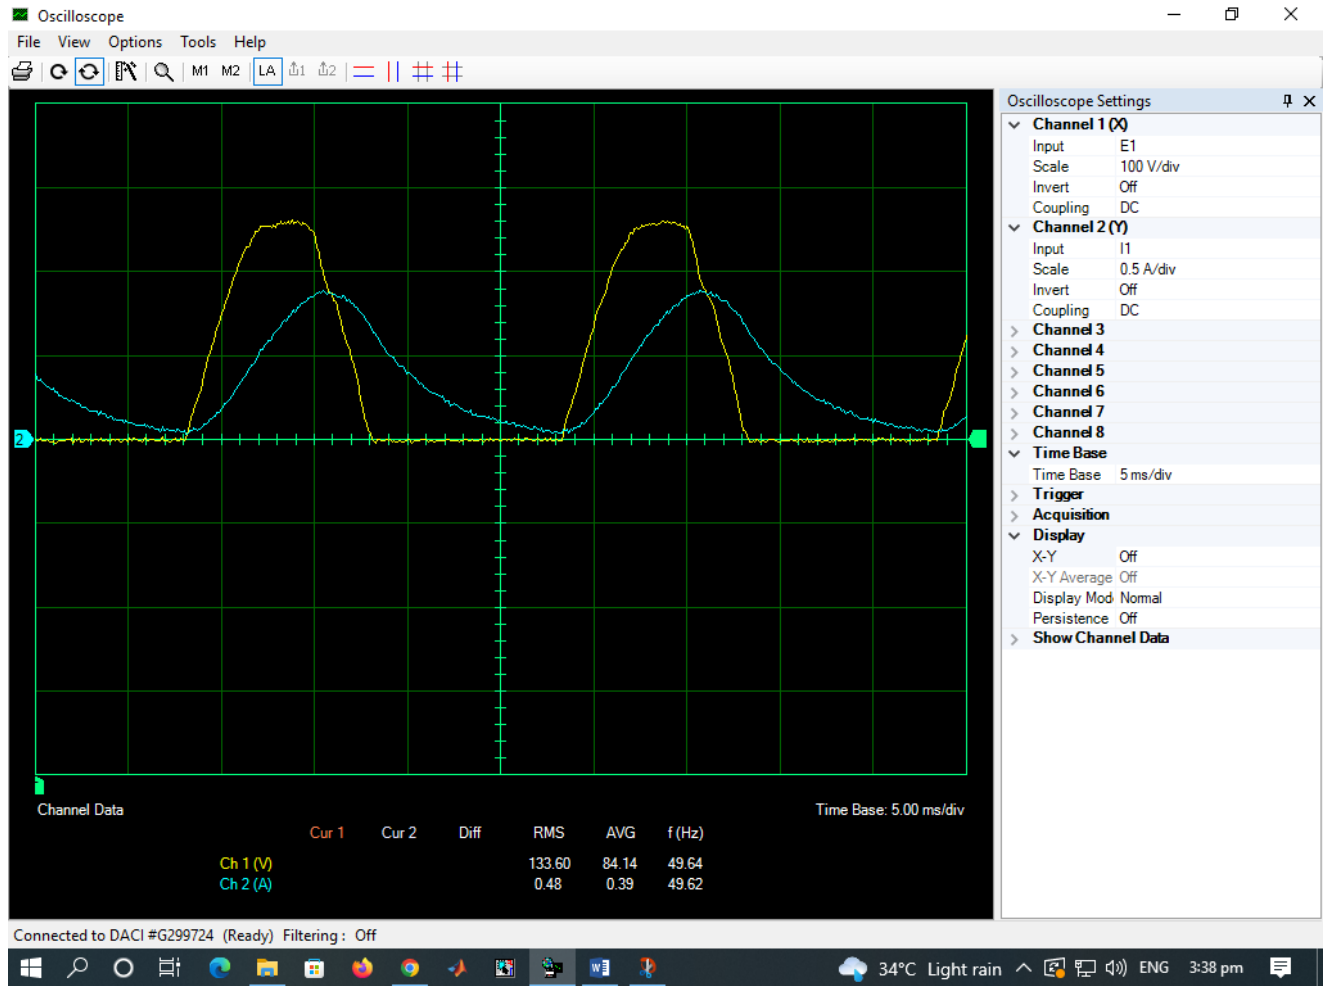 Oscilloscope
File View Options Tools Help
M1 M2 LA 1 2
Oscilloscope Settings
Channel 1 (X)
Input E1
Scale 100 V/div
Invert Off
Coupling DC
Channel 2 (Y)
Input I1
Scale 0.5 A/div
Invert Off
Coupling DC
Channel 3
Channel 4
Channel 5
Channel 6
Channel 7
Channel 8
Time Base
Time Base 5 ms/div
Trigger
Acquisition
Display
X-Y Off
X-Y Average Off
Display Mod Normal
Persistence Off
Show Channel Data
2
Channel Data Time Base: 5.00 ms/div
Cur 1 Cur 2 Diff RMS AVG f (Hz)
Ch 1 (V) 133.60 84.14 49.64
Ch 2 (A) 0.48 0.39 49.62
Connected to DACI #G299724 (Ready) Filtering : Off
34°C Light rain ENG 3:38 pm